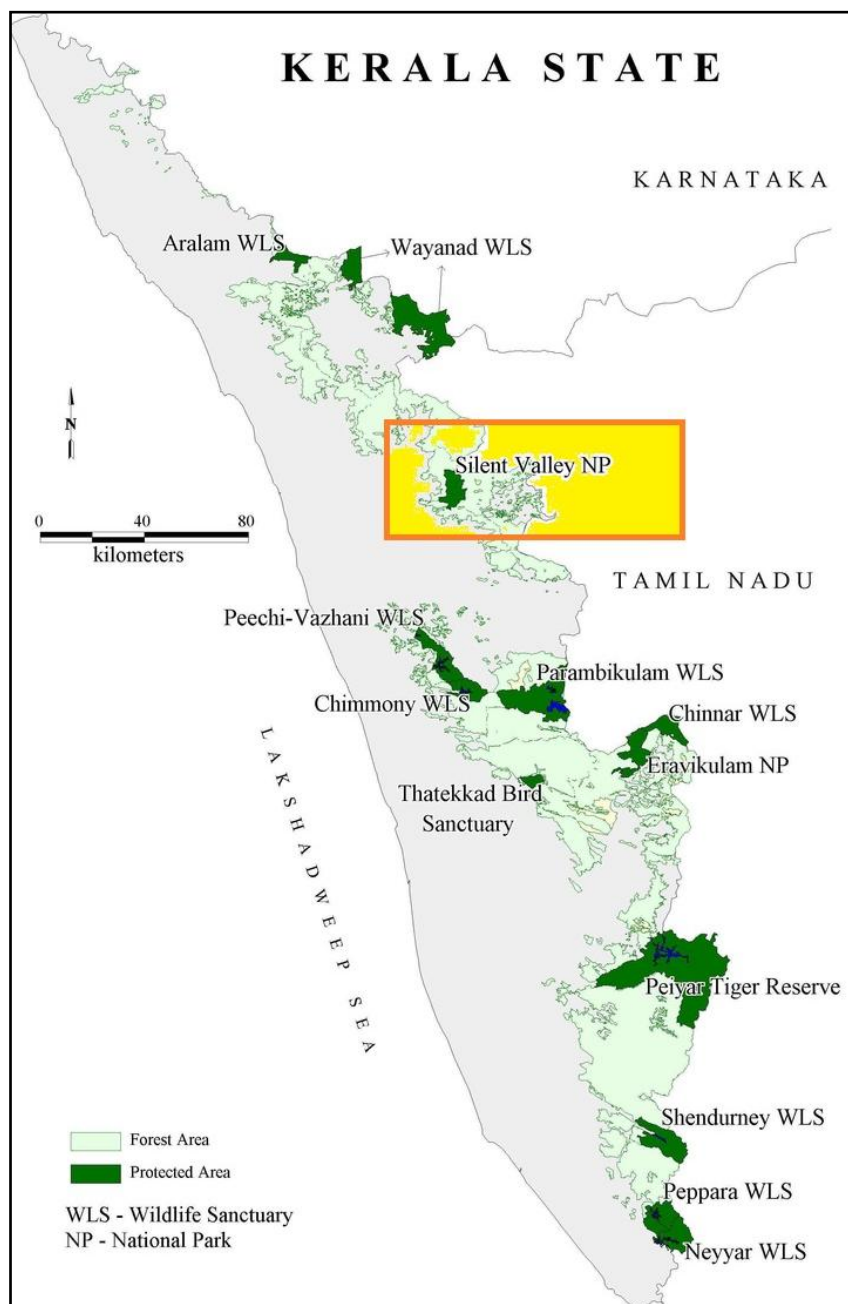 KERALA STATE
KARNATAKA
Aralam WLS
Wayanad WLS
N
Silent Valley NP
0 40 80
kilometers
TAMIL NADU
Peechi-Vazhani WLS
Parambikulam WLS
Chimmony WLS
Chinnar WLS
Eravikulam NP
Thatekkad Bird
Sanctuary
LAKSHADWEEP SEA
Peiyar Tiger Reserve
Shendurney WLS
Forest Area
Protected Area
Peppara WLS
WLS - Wildlife Sanctuary
NP - National Park
Neyyar WLS